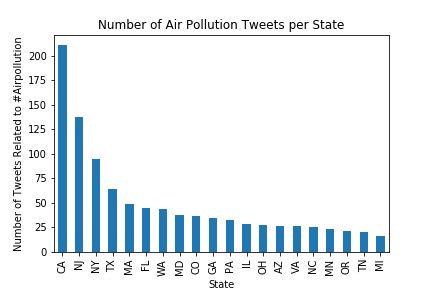 Number of Air Pollution Tweets per State
Number of Tweets Related to #Airpollution
200
175
150
125
100
75
50
25
0
CA NJ NY TX MA FL WA MD CO GA PA IL OH AZ VA NC MN OR TN MI
State